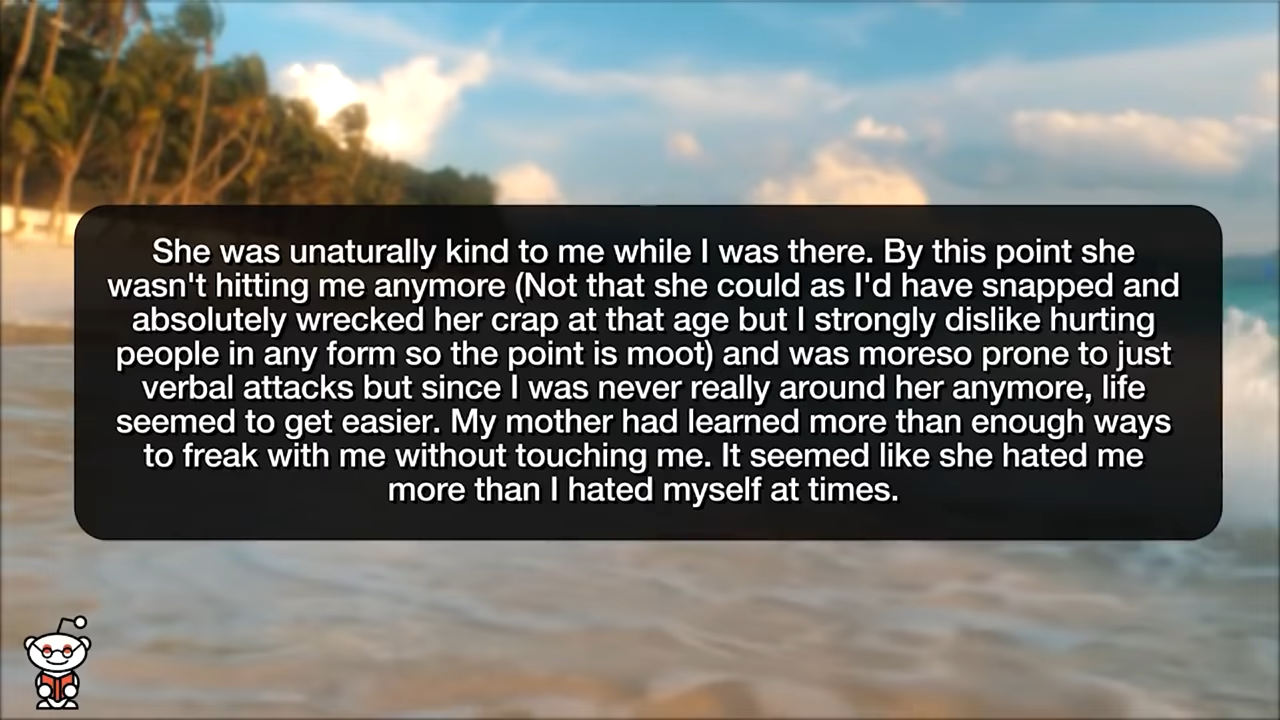 She was unaturally kind to me while I was there. By this point she
wasn't hitting me anymore (Not that she could as I'd have snapped and
absolutely wrecked her crap at that age but I strongly dislike hurting
people in any form so the point is moot) and was moreso prone to just
verbal attacks but since I was never really around her anymore, life
seemed to get easier. My mother had learned more than enough ways
to freak with me without touching me. It seemed like she hated me
more than I hated myself at times.